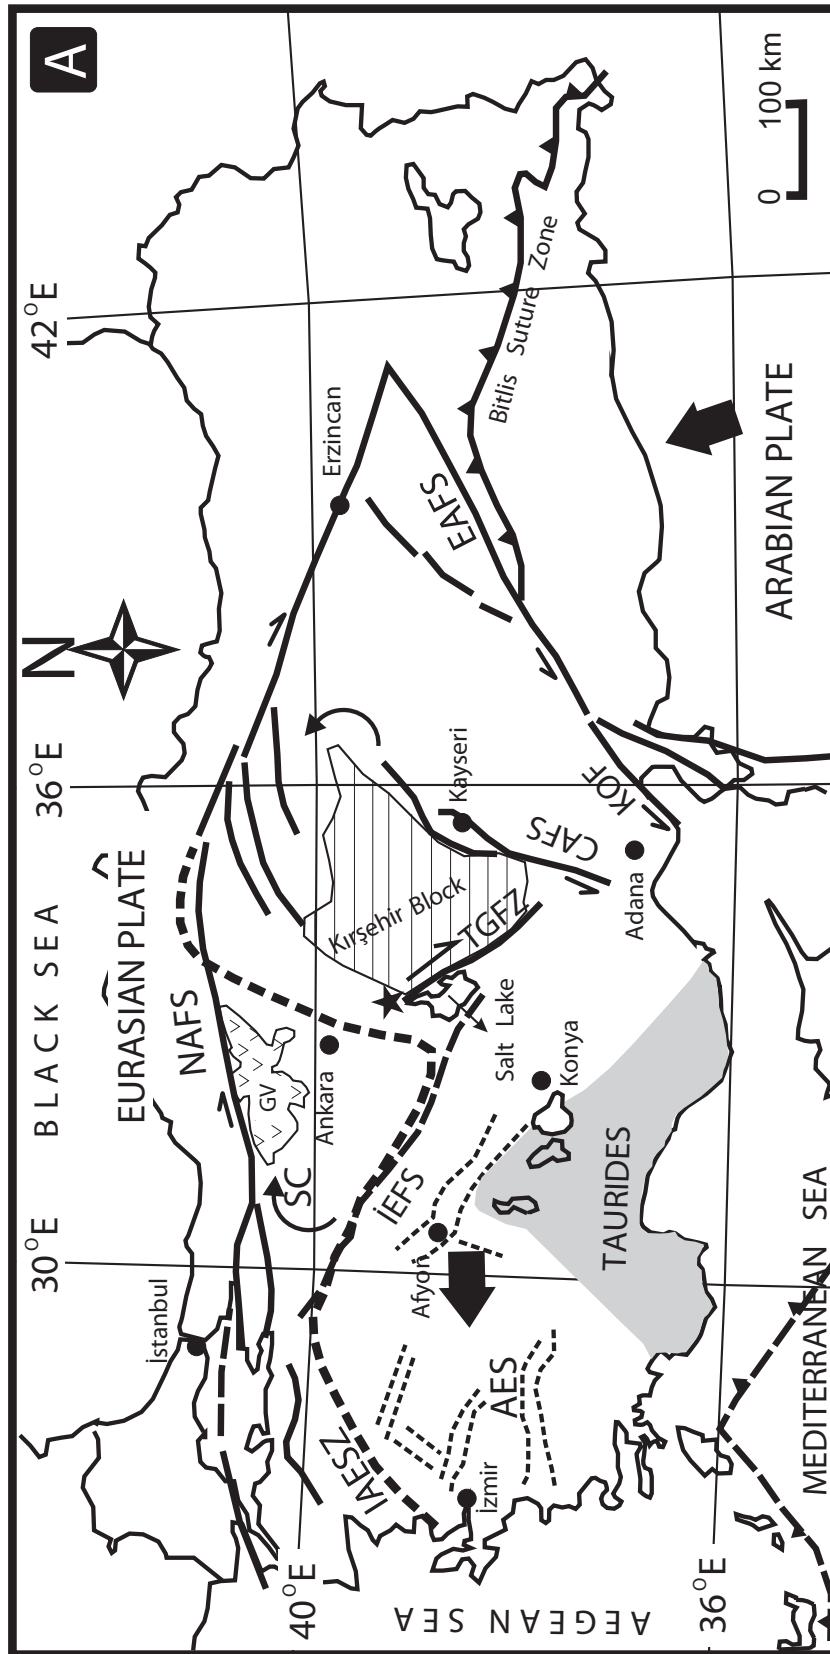 A
N
BLACK SEA
30°E
36°E
42°E
EURASIAN PLATE
İstanbul
NAFS
GV
SC
Ankara
Erzincan
40°E
IAESZ
İEFS
Kırşehir Block
TGFZ
Kayseri
EAFS
Bitlis Suture Zone
Afyon
Salt Lake
Konya
CAFS
KOF
Adana
İzmir
AES
TAURIDES
AEGEAN SEA
36°E
MEDITERRANEAN SEA
ARABIAN PLATE
0 100 km